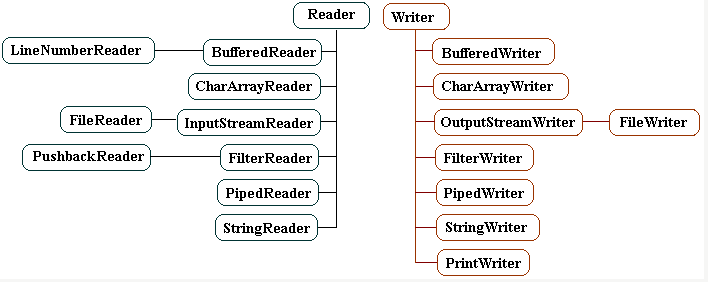 Reader
Writer
LineNumberReader
BufferedReader
BufferedWriter
CharArrayReader
CharArrayWriter
FileReader
InputStreamReader
OutputStreamWriter
FileWriter
PushbackReader
FilterReader
FilterWriter
PipedReader
PipedWriter
StringReader
StringWriter
PrintWriter